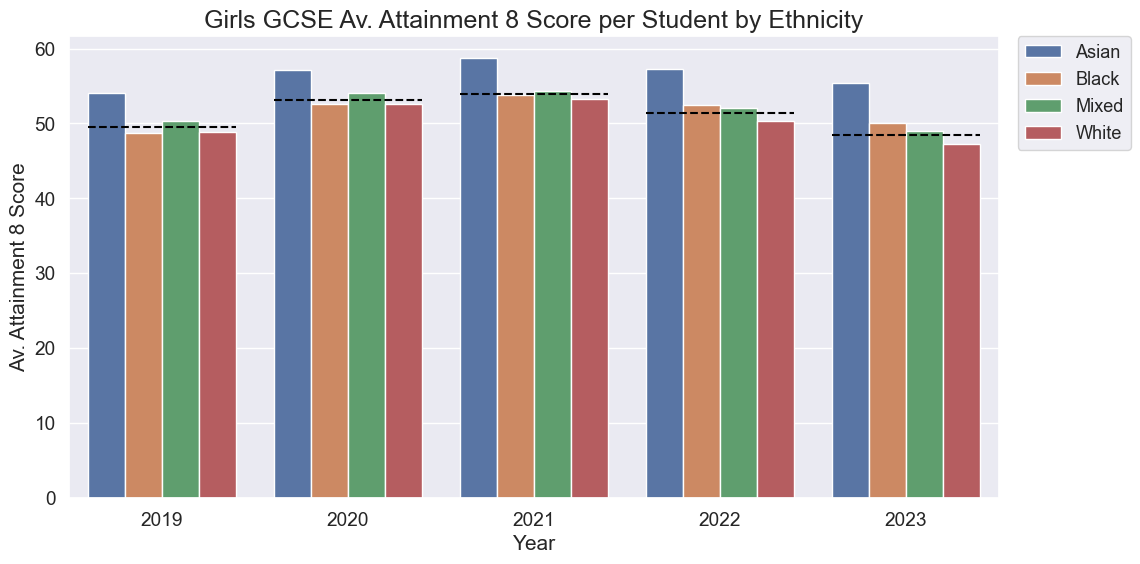 Girls GCSE Av. Attainment 8 Score per Student by Ethnicity
Av. Attainment 8 Score
60
50
40
30
20
10
0
2019
2020
2021
2022
2023
Year
Asian
Black
Mixed
White